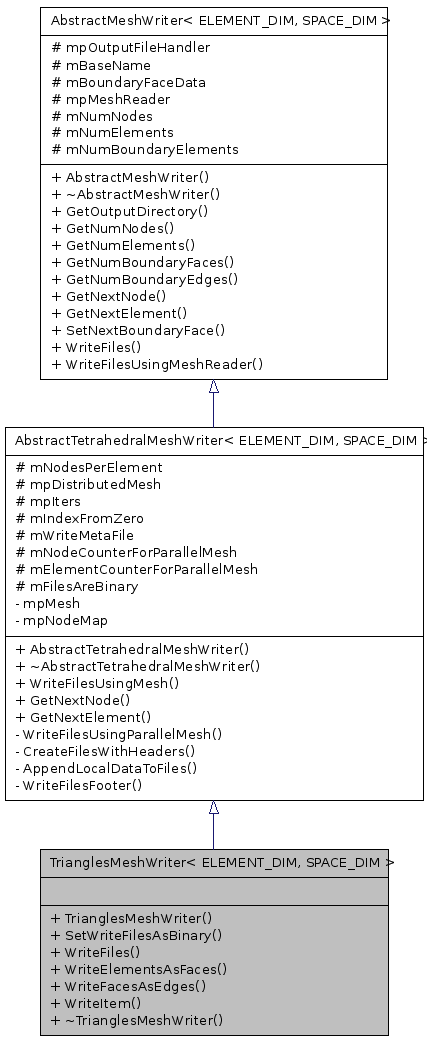 AbstractMeshWriter< ELEMENT_DIM, SPACE_DIM >
# mpOutputFileHandler
# mBaseName
# mBoundaryFaceData
# mpMeshReader
# mNumNodes
# mNumElements
# mNumBoundaryElements
+ AbstractMeshWriter()
+ ~AbstractMeshWriter()
+ GetOutputDirectory()
+ GetNumNodes()
+ GetNumElements()
+ GetNumBoundaryFaces()
+ GetNumBoundaryEdges()
+ GetNextNode()
+ GetNextElement()
+ SetNextBoundaryFace()
+ WriteFiles()
+ WriteFilesUsingMeshReader()
AbstractTetrahedralMeshWriter< ELEMENT_DIM, SPACE_DIM >
# mNodesPerElement
# mpDistributedMesh
# mpIters
# mIndexFromZero
# mWriteMetaFile
# mNodeCounterForParallelMesh
# mElementCounterForParallelMesh
# mFilesAreBinary
- mpMesh
- mpNodeMap
+ AbstractTetrahedralMeshWriter()
+ ~AbstractTetrahedralMeshWriter()
+ WriteFilesUsingMesh()
+ GetNextNode()
+ GetNextElement()
- WriteFilesUsingParallelMesh()
- CreateFilesWithHeaders()
- AppendLocalDataToFiles()
- WriteFilesFooter()
TrianglesMeshWriter< ELEMENT_DIM, SPACE_DIM >
+ TrianglesMeshWriter()
+ SetWriteFilesAsBinary()
+ WriteFiles()
+ WriteElementsAsFaces()
+ WriteFacesAsEdges()
+ WriteItem()
+ ~TrianglesMeshWriter()